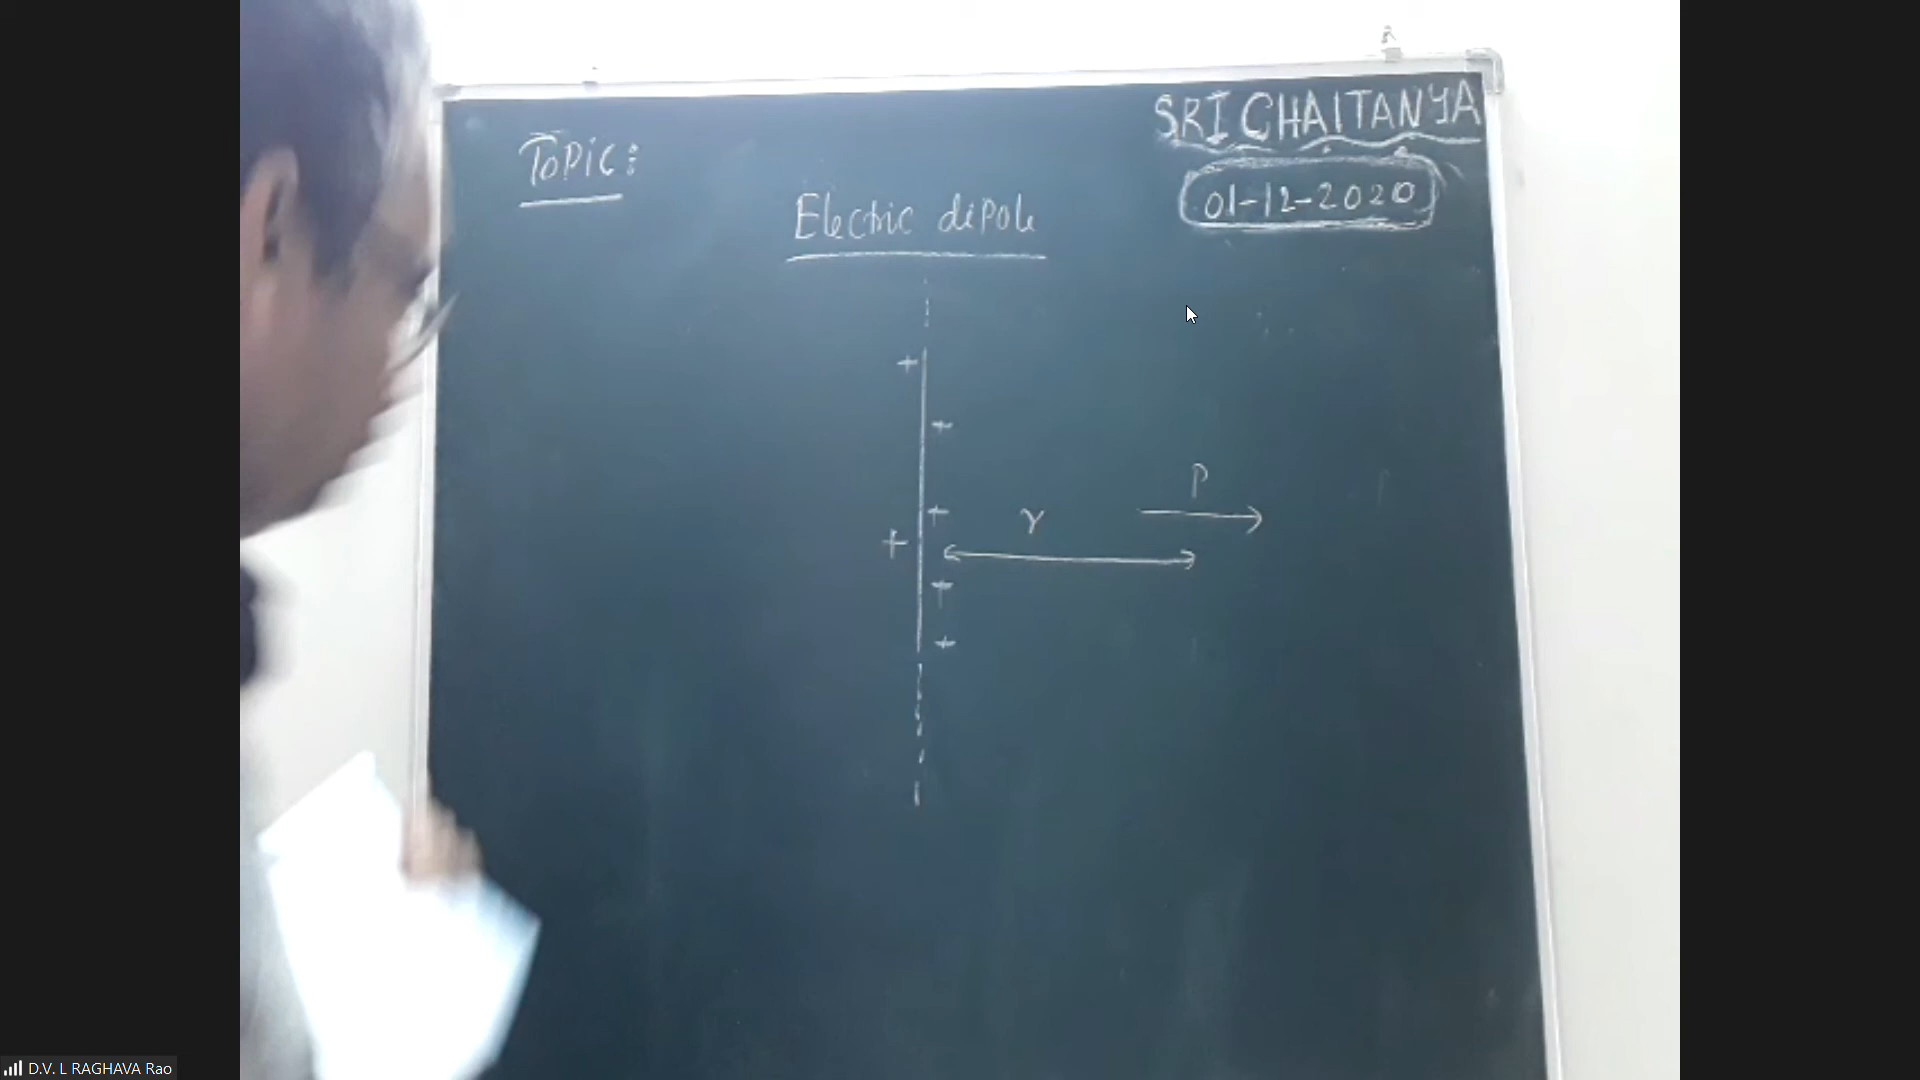 SRI CHAITANYA
TOPIC:
01-12-2020
Electric dipole
+
+
P
+
r
+
+
+
D.V. L RAGHAVA Rao